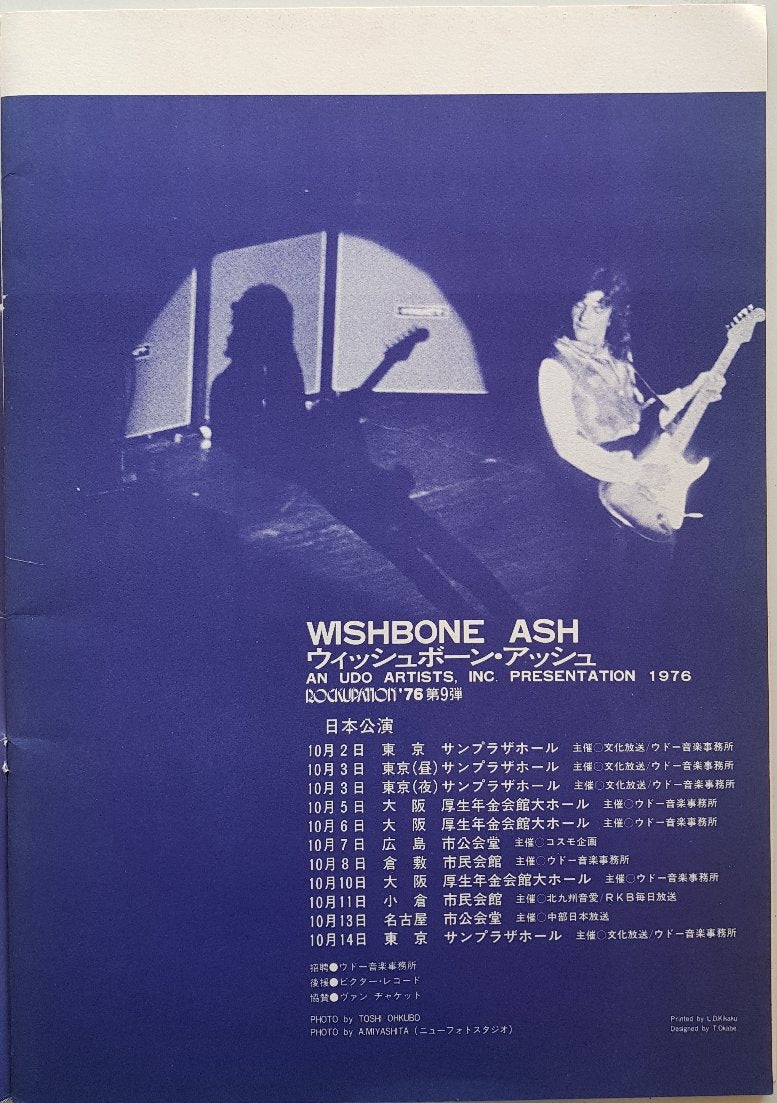 WISHBONE ASH
ウィッシュボーン・アッシュ
AN UDO ARTISTS, INC. PRESENTATION 1976
ROCKUPATION '76 第9弾
日本公演
10月2日 東京 サンプラザホール 主催○文化放送/ウドー音楽事務所
10月3日 東京(昼) サンプラザホール 主催○文化放送/ウドー音楽事務所
10月3日 東京(夜) サンプラザホール 主催○文化放送/ウドー音楽事務所
10月5日 大阪 厚生年金会館大ホール 主催○ウドー音楽事務所
10月6日 大阪 厚生年金会館大ホール 主催○ウドー音楽事務所
10月7日 広島 市公会堂 主催○コスモ企画
10月8日 倉敷 市民会館 主催○ウドー音楽事務所
10月10日 大阪 厚生年金会館大ホール 主催○ウドー音楽事務所
10月11日 小倉 市民会館 主催○北九州音愛/RKB毎日放送
10月13日 名古屋 市公会堂 主催○中部日本放送
10月14日 東京 サンプラザホール 主催○文化放送/ウドー音楽事務所
招聘●ウドー音楽事務所
後援●ビクター・レコード
協賛●ヴァン ヂャケット
PHOTO by TOSHI OHKUBO
PHOTO by A.MIYASHITA (ニューフォトスタジオ)
Printed by L.D.Kikaku
Designed by T.Okabe